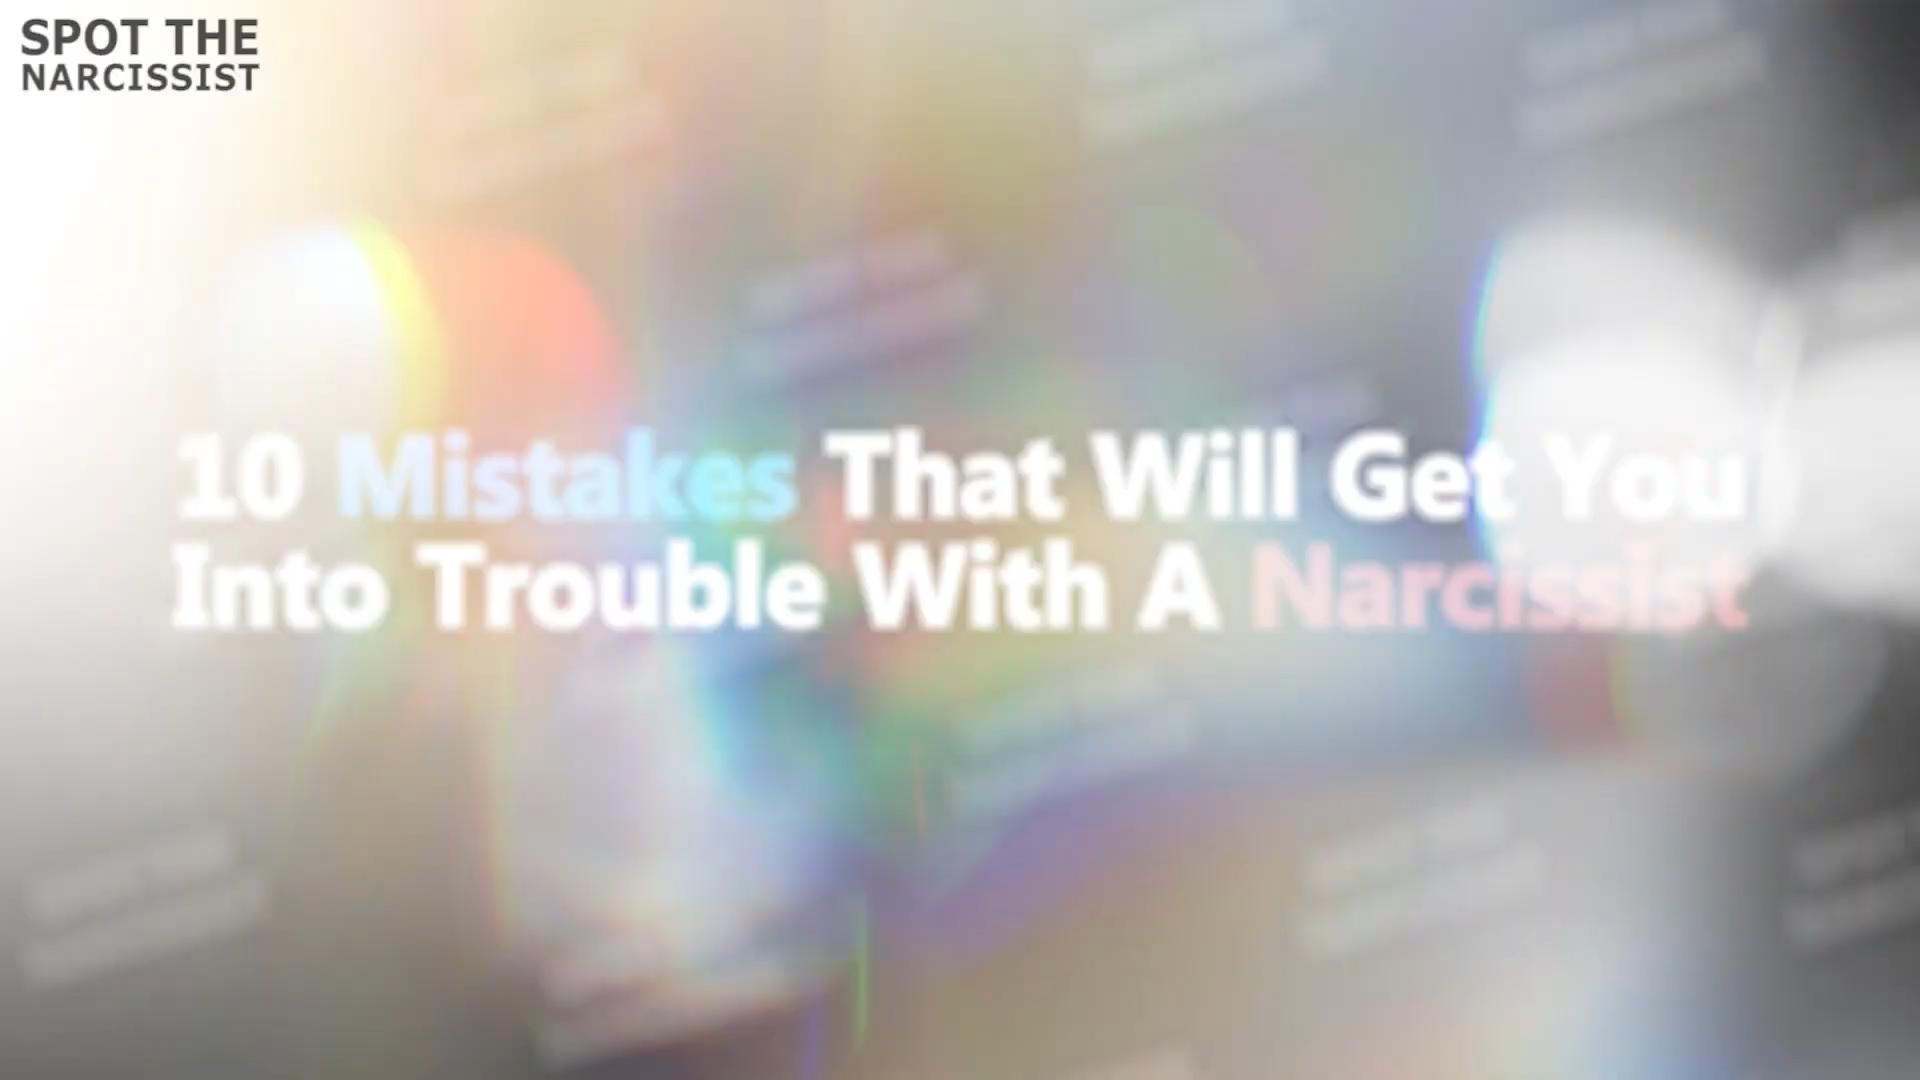 SPOT THE
NARCISSIST
10 Mistakes That Will Get You
Into Trouble With A Narcissist